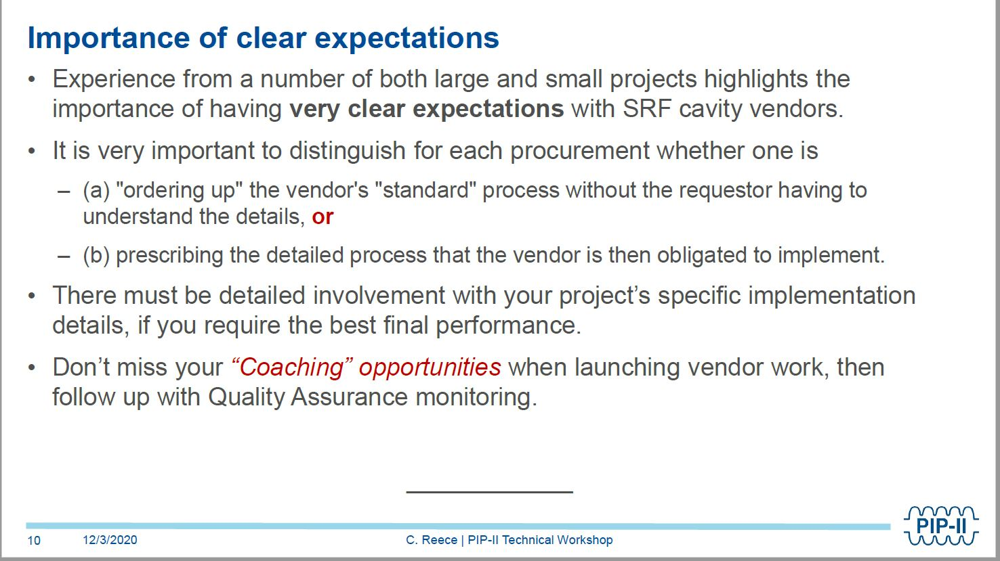 Importance of clear expectations
• Experience from a number of both large and small projects highlights the
importance of having very clear expectations with SRF cavity vendors.
• It is very important to distinguish for each procurement whether one is
– (a) "ordering up" the vendor's "standard" process without the requestor having to
understand the details, or
– (b) prescribing the detailed process that the vendor is then obligated to implement.
• There must be detailed involvement with your project’s specific implementation
details, if you require the best final performance.
• Don’t miss your “Coaching” opportunities when launching vendor work, then
follow up with Quality Assurance monitoring.
PIP-II
10 12/3/2020 C. Reece | PIP-II Technical Workshop